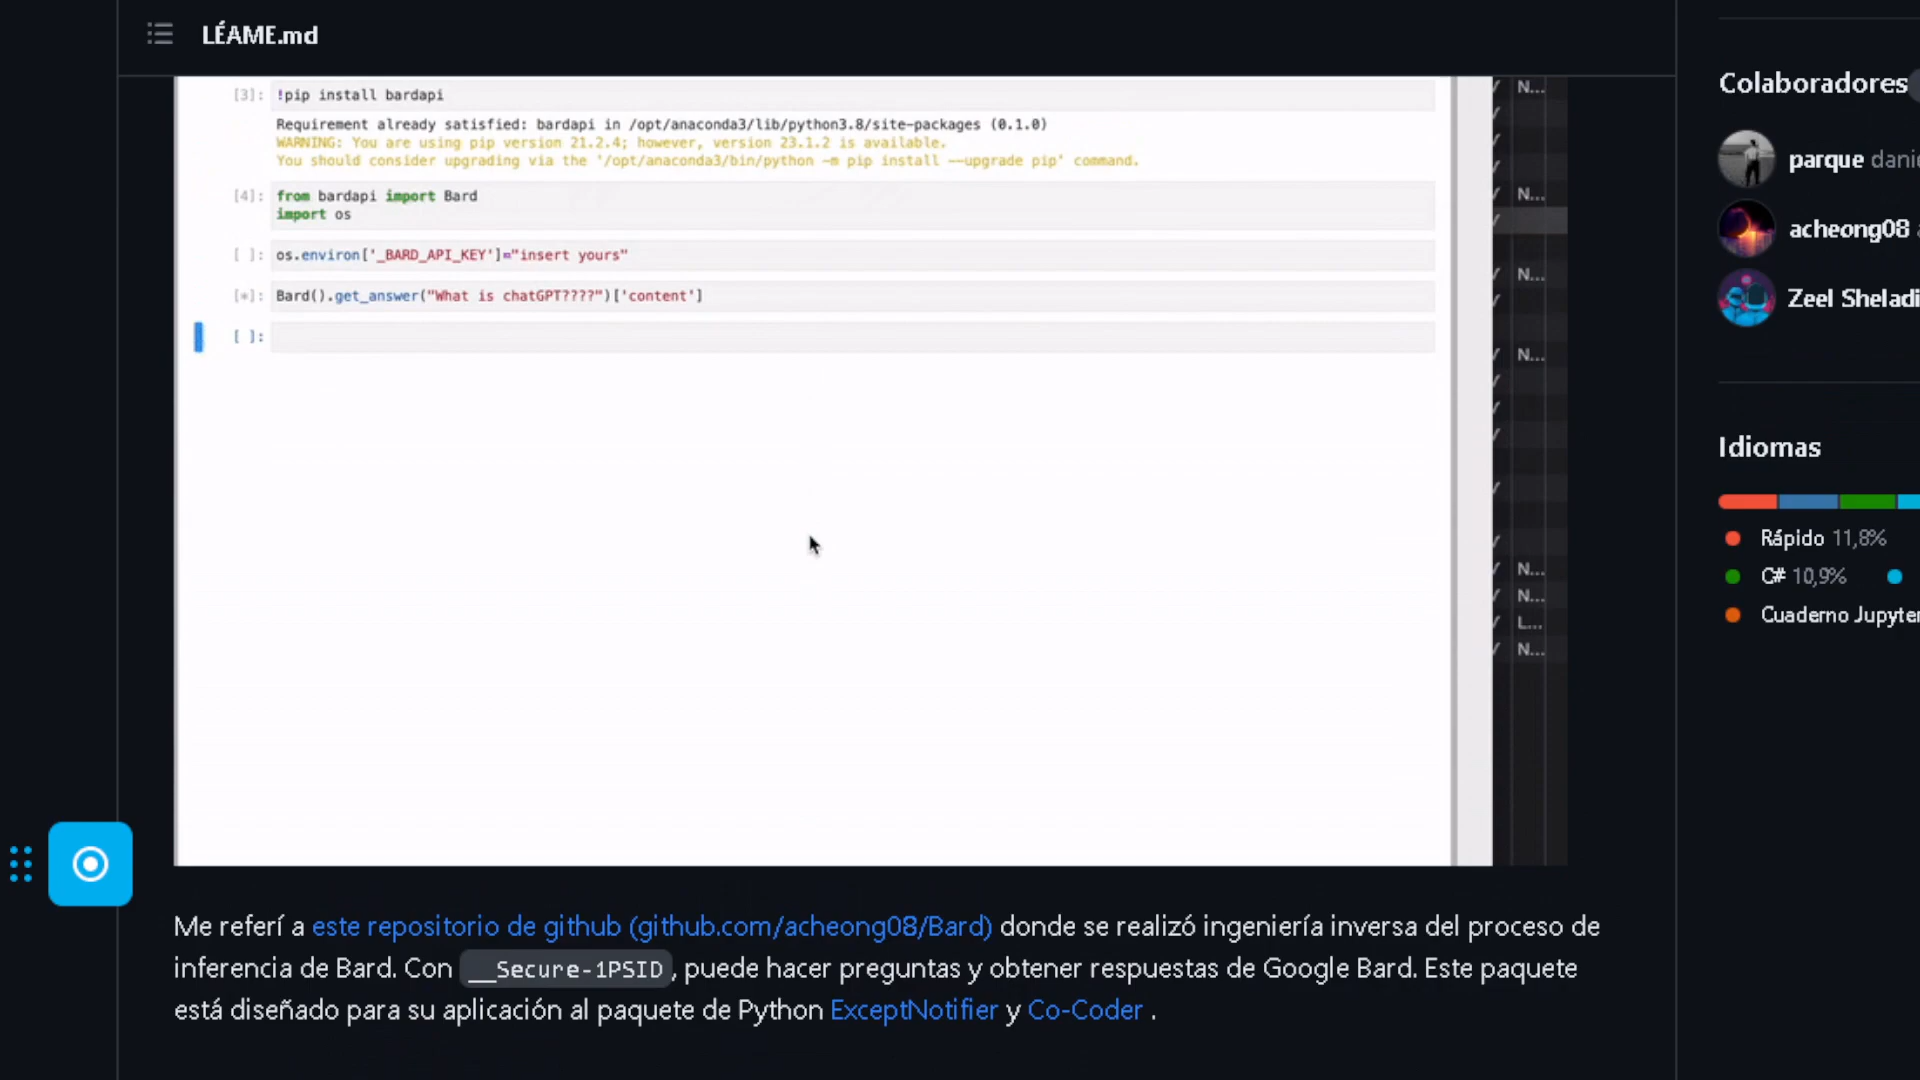 LÉAME.md
[3]: !pip install bardapi
Requirement already satisfied: bardapi in /opt/anaconda3/lib/python3.8/site-packages (0.1.0)
WARNING: You are using pip version 21.2.4; however, version 23.1.2 is available.
You should consider upgrading via the '/opt/anaconda3/bin/python -m pip install --upgrade pip' command.
[4]: from bardapi import Bard
import os
[ ]: os.environ['_BARD_API_KEY']="insert yours"
[*]: Bard().get_answer("What is chatGPT????")['content']
[ ]:
N...
N...
N...
N...
N...
N...
L...
N...
Me referí a este repositorio de github (github.com/acheong08/Bard) donde se realizó ingeniería inversa del proceso de
inferencia de Bard. Con __Secure-1PSID, puede hacer preguntas y obtener respuestas de Google Bard. Este paquete
está diseñado para su aplicación al paquete de Python ExceptNotifier y Co-Coder .
Colaboradores
parque dani
acheong08
Zeel Sheladi
Idiomas
Rápido 11,8%
C# 10,9%
Cuaderno Jupyter